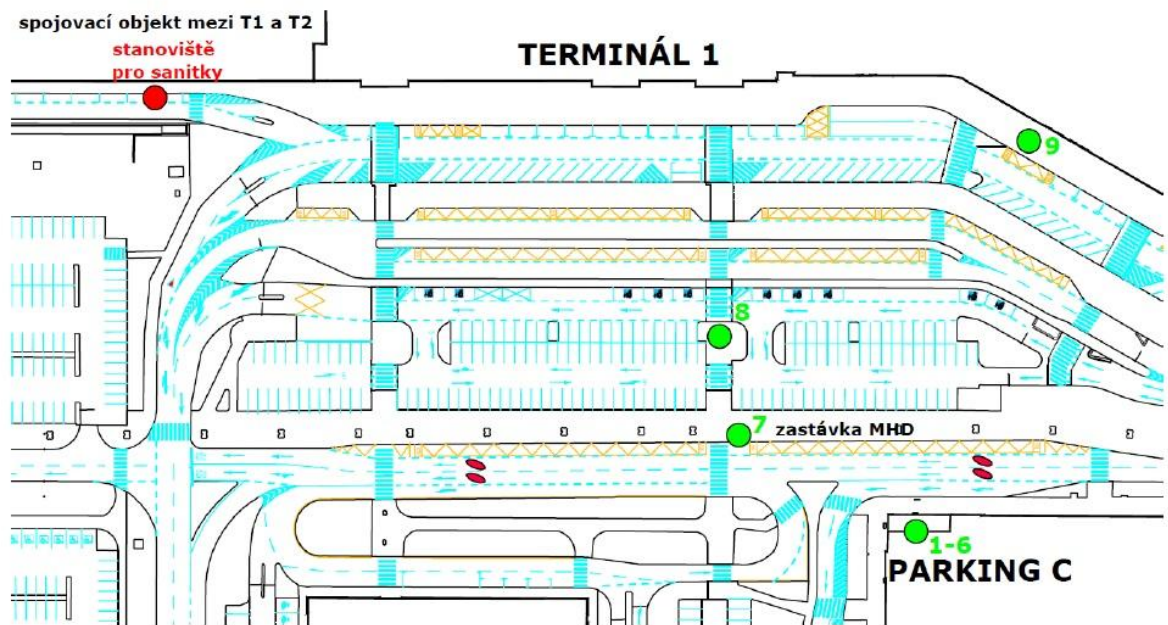 spojovací objekt mezi T1 a T2
stanoviště
pro sanitky
TERMINÁL 1
9
8
7
zastávka MHD
1-6
PARKING C